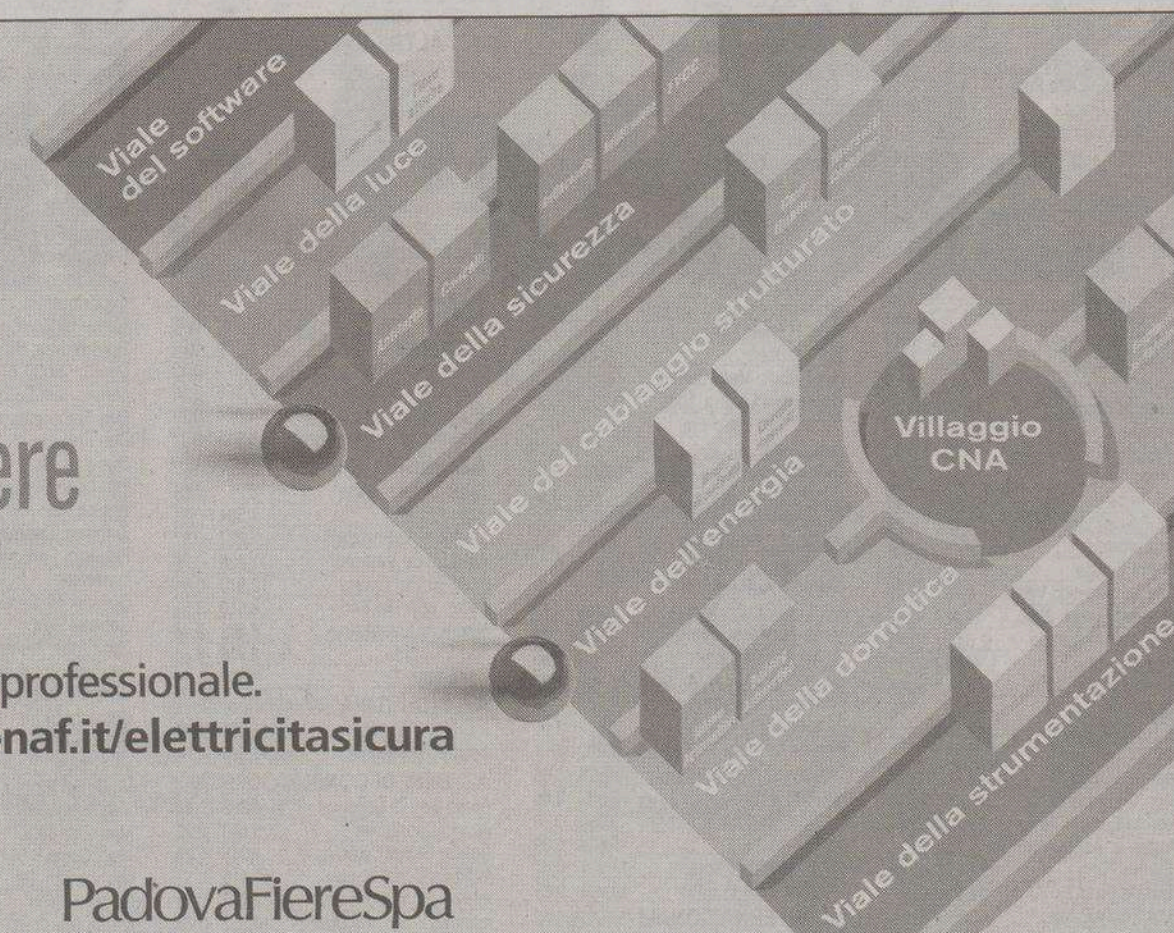 ere
professionale.
enaf.it/elettricitasicura
PadovaFiereSpa
Viale
del software
Viale della luce
Viale della sicurezza
Viale del cablaggio strutturato
Viale dell'energia
Viale della domotica
Viale della strumentazione
Villaggio
CNA